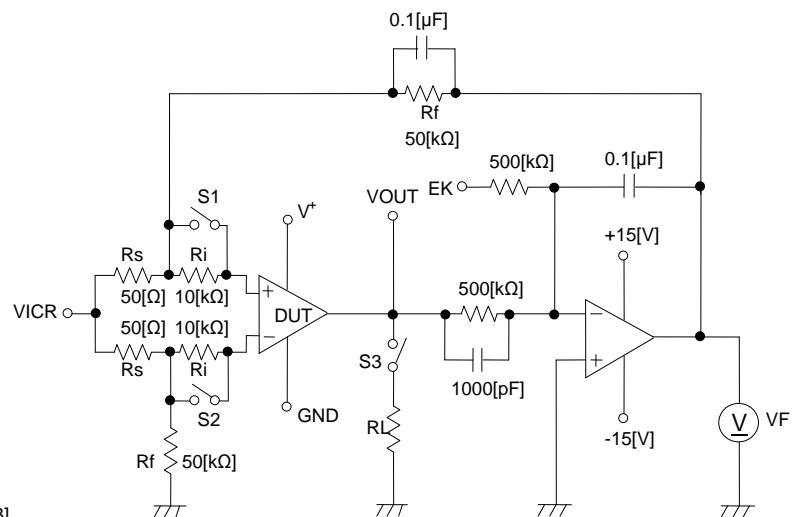 0.1[µF]
Rf
50[kΩ]
500[kΩ]
0.1[µF]
EK
S1
VOUT
V+
+15[V]
Rs
Ri
50[Ω]
10[kΩ]
500[kΩ]
VICR
DUT
50[Ω]
10[kΩ]
Rs
Ri
S3
1000[pF]
S2
GND
RL
-15[V]
V
VF
Rf
50[kΩ]